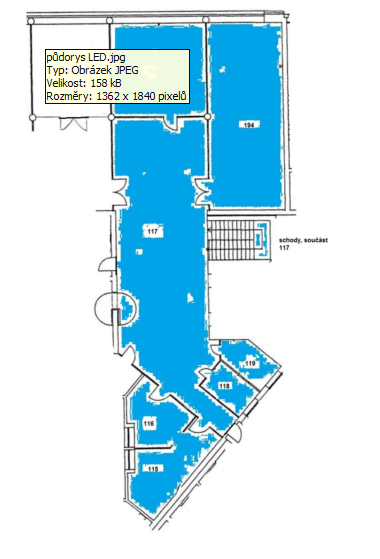 půdorys LED.jpg
Typ: Obrázek JPEG
Velikost: 158 kB
Rozměry: 1362 x 1840 pixelů
194
117
schody, součást
117
119
118
116
115